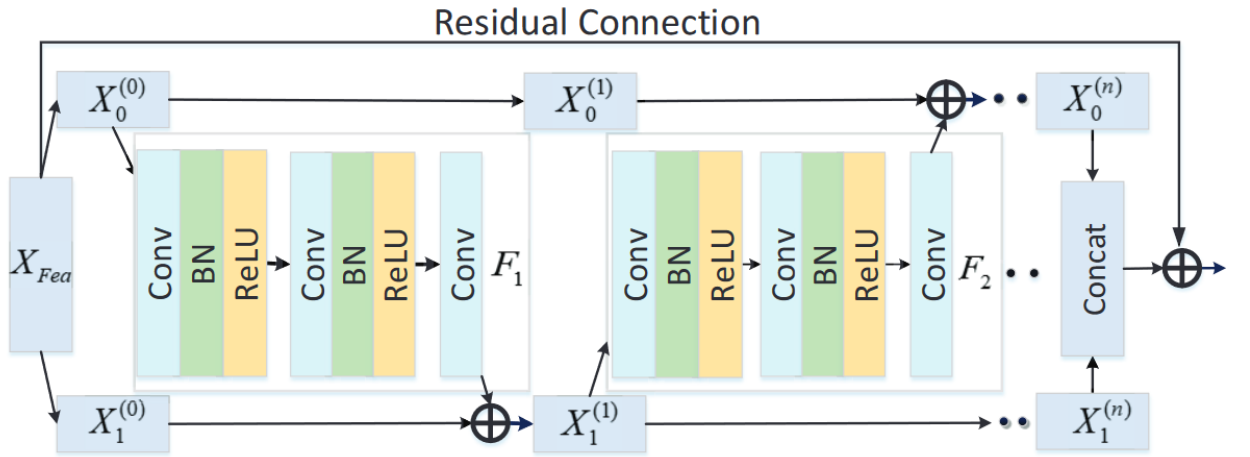 Residual Connection
X_0^{(0)}
X_0^{(1)}
X_0^{(n)}
X_{Fea}
Conv
BN
ReLU
Conv
BN
ReLU
Conv
F_1
Conv
BN
ReLU
Conv
BN
ReLU
Conv
F_2
Concat
X_1^{(0)}
X_1^{(1)}
X_1^{(n)}